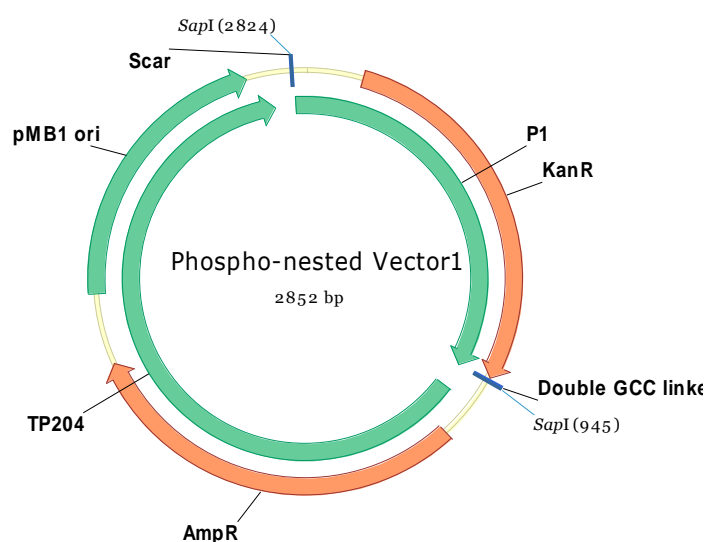 SapI (2824)
Scar
pMB1 ori
P1
KanR
Phospho-nested Vector1
2852 bp
Double GCC linke
SapI (945)
TP204
AmpR